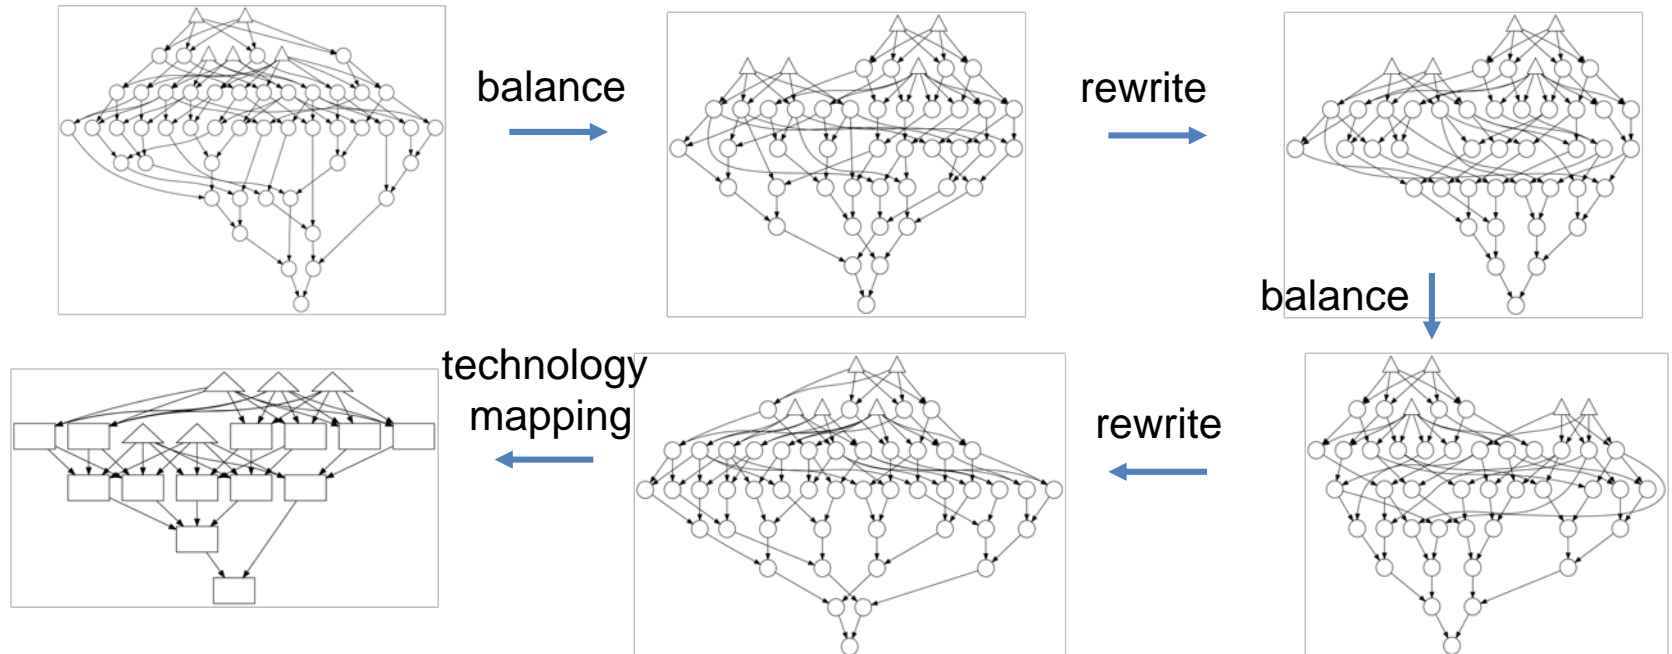 balance
rewrite
balance
rewrite
technology
mapping